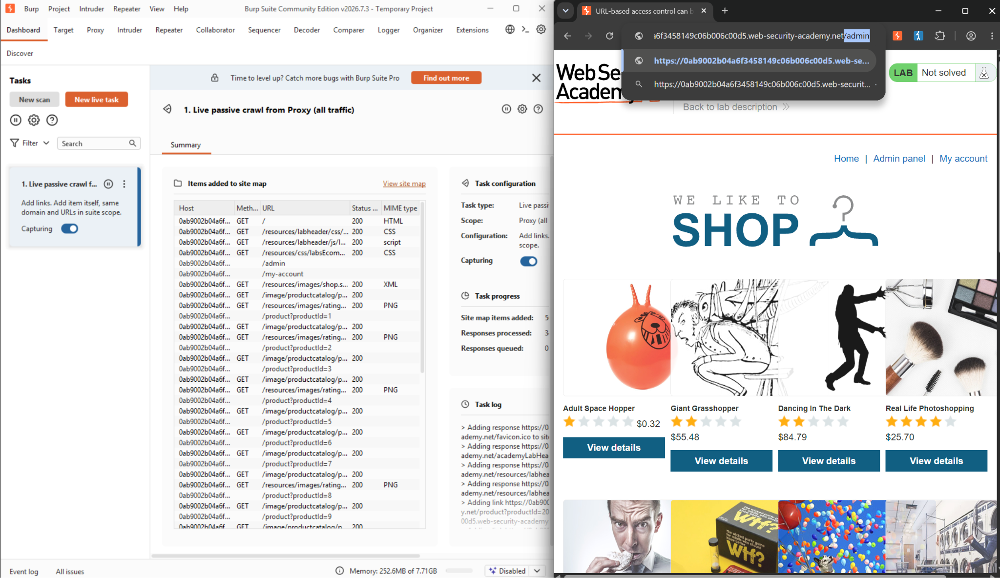 Burp Project Intruder Repeater View Help
Burp Suite Community Edition v2026.7.3 - Temporary Project
Dashboard Target Proxy Intruder Repeater Collaborator Sequencer Decoder Comparer Logger Organizer Extensions
Discover
Tasks
New scan
New live task
Filter
Search
1. Live passive crawl f...
Add links. Add item itself, same
domain and URLs in suite scope.
Capturing
Time to level up? Catch more bugs with Burp Suite Pro
Find out more
1. Live passive crawl from Proxy (all traffic)
Summary
Items added to site map
View site map
Host Meth... URL Status ... MIME type
0ab9002b04a6f... GET / 200 HTML
0ab9002b04a6f... GET /resources/labheader/css/... 200 CSS
0ab9002b04a6f... GET /resources/labheader/js/l... 200 script
0ab9002b04a6f... GET /resources/css/labsEcom... 200 CSS
0ab9002b04a6f... /admin
0ab9002b04a6f... /my-account
0ab9002b04a6f... GET /resources/images/shop.s... 200 XML
0ab9002b04a6f... GET /image/productcatalog/p... 200
0ab9002b04a6f... GET /resources/images/rating... 200 PNG
0ab9002b04a6f... /product?productId=1
0ab9002b04a6f... GET /image/productcatalog/p... 200
0ab9002b04a6f... GET /resources/images/rating... 200 PNG
0ab9002b04a6f... /product?productId=2
0ab9002b04a6f... GET /image/productcatalog/p... 200
0ab9002b04a6f... /product?productId=3
0ab9002b04a6f... GET /image/productcatalog/p... 200
0ab9002b04a6f... GET /resources/images/rating... 200 PNG
0ab9002b04a6f... /product?productId=4
0ab9002b04a6f... GET /image/productcatalog/p... 200
0ab9002b04a6f... /product?productId=5
0ab9002b04a6f... GET /image/productcatalog/p... 200
0ab9002b04a6f... /product?productId=6
0ab9002b04a6f... GET /image/productcatalog/p... 200
0ab9002b04a6f... /product?productId=7
0ab9002b04a6f... GET /image/productcatalog/p... 200
0ab9002b04a6f... GET /resources/images/rating... 200 PNG
0ab9002b04a6f... /product?productId=8
0ab9002b04a6f... GET /image/productcatalog/p... 200
0ab9002b04a6f... /product?productId=9
0ab9002b04a6f GET /image/productcatalog/p 200
Task configuration
Task type: Live passi
Scope: Proxy (all
Configuration: Add links.
scope.
Capturing
Task progress
Site map items added: 5
Responses processed: 3
Responses queued: 0
Task log
> Adding response https://0
ademy.net/favicon.ico to sit
> Adding response https://0
ademy.net/academyLabHea
> Adding response https://0
ademy.net/resources/labhea
> Adding response https://0
ademy.net/resources/labhea
> Adding link https://0ab900
y.net/product?productId=20
00d5.web-security-academy
Event log All issues
Memory: 252.6MB of 7.71GB
Disabled
URL-based access control can b
a6f3458149c06b006c00d5.web-security-academy.net/admin
https://0ab9002b04a6f3458149c06b006c00d5.web-se...
https://0ab9002b04a6f3458149c06b006c00d5.web-securit... -
Web Se
Academy
LAB Not solved
Back to lab description
Home | Admin panel | My account
WE LIKE TO
SHOP
Adult Space Hopper
$0.32
View details
Giant Grasshopper
$55.48
View details
Dancing In The Dark
$84.79
View details
Real Life Photoshopping
$25.70
View details
Wtf?
The wicked party game
for adults who should
know better
Wtf?